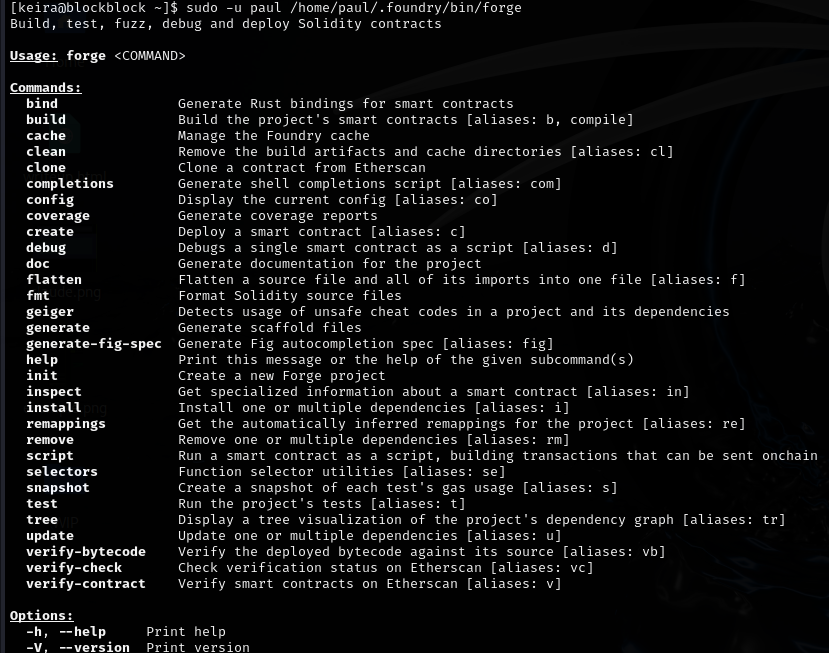 [keira@blockblock ~]$ sudo -u paul /home/paul/.foundry/bin/forge
Build, test, fuzz, debug and deploy Solidity contracts
Usage: forge <COMMAND>
Commands:
bind Generate Rust bindings for smart contracts
build Build the project's smart contracts [aliases: b, compile]
cache Manage the Foundry cache
clean Remove the build artifacts and cache directories [aliases: cl]
clone Clone a contract from Etherscan
completions Generate shell completions script [aliases: com]
config Display the current config [aliases: co]
coverage Generate coverage reports
create Deploy a smart contract [aliases: c]
debug Debugs a single smart contract as a script [aliases: d]
doc Generate documentation for the project
flatten Flatten a source file and all of its imports into one file [aliases: f]
fmt Format Solidity source files
geiger Detects usage of unsafe cheat codes in a project and its dependencies
generate Generate scaffold files
generate-fig-spec Generate Fig autocompletion spec [aliases: fig]
help Print this message or the help of the given subcommand(s)
init Create a new Forge project
inspect Get specialized information about a smart contract [aliases: in]
install Install one or multiple dependencies [aliases: i]
remappings Get the automatically inferred remappings for the project [aliases: re]
remove Remove one or multiple dependencies [aliases: rm]
script Run a smart contract as a script, building transactions that can be sent onchain
selectors Function selector utilities [aliases: se]
snapshot Create a snapshot of each test's gas usage [aliases: s]
test Run the project's tests [aliases: t]
tree Display a tree visualization of the project's dependency graph [aliases: tr]
update Update one or multiple dependencies [aliases: u]
verify-bytecode Verify the deployed bytecode against its source [aliases: vb]
verify-check Check verification status on Etherscan [aliases: vc]
verify-contract Verify smart contracts on Etherscan [aliases: v]
Options:
-h, --help Print help
-V, --version Print version